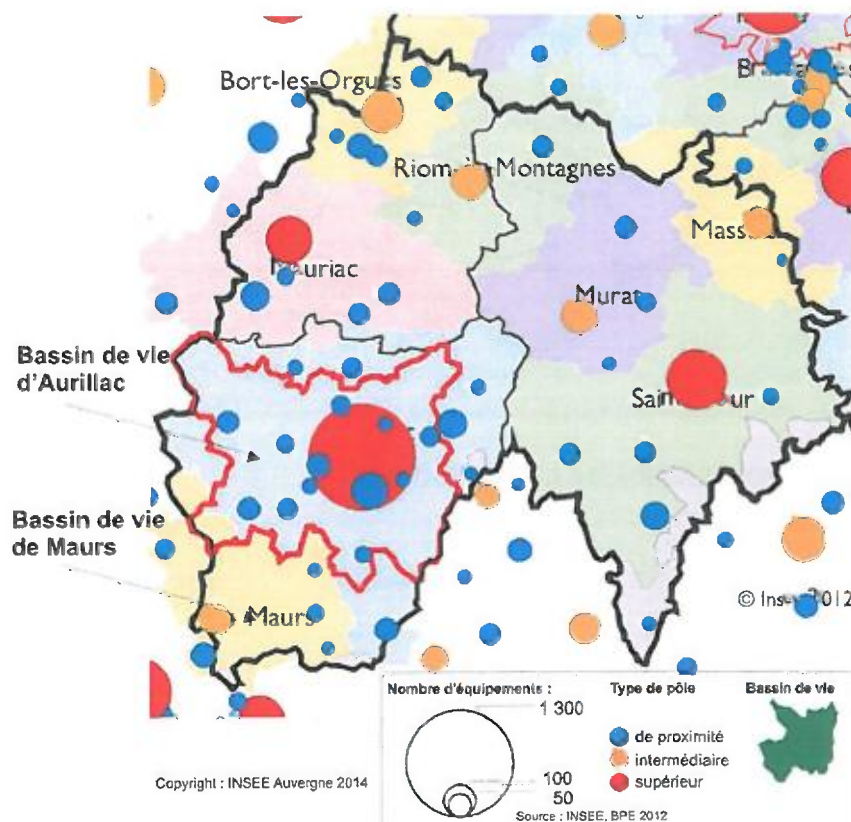 Bort-les-Orgues
Riom-ès-Montagnes
Mauriac
Murat
Bassin de vie
d'Aurillac
Bassin de vie
de Maurs
Maurs
© Insee 2012
Nombre d'équipements :
1 300
100
50
Type de pôle
de proximité
intermédiaire
supérieur
Bassin de vie
Copyright : INSEE Auvergne 2014
Source : INSEE, BPE 2012